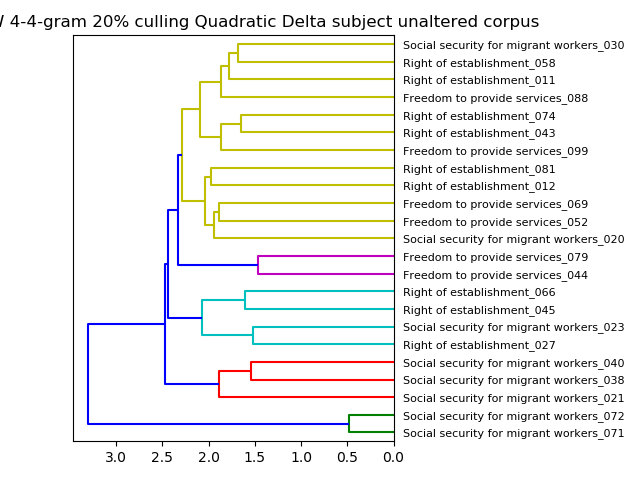 4-4-gram 20% culling Quadratic Delta subject unaltered corpus
Social security for migrant workers_030
Right of establishment_058
Right of establishment_011
Freedom to provide services_088
Right of establishment_074
Right of establishment_043
Freedom to provide services_099
Right of establishment_081
Right of establishment_012
Freedom to provide services_069
Freedom to provide services_052
Social security for migrant workers_020
Freedom to provide services_079
Freedom to provide services_044
Right of establishment_066
Right of establishment_045
Social security for migrant workers_023
Right of establishment_027
Social security for migrant workers_040
Social security for migrant workers_038
Social security for migrant workers_021
Social security for migrant workers_072
Social security for migrant workers_071
3.0 2.5 2.0 1.5 1.0 0.5 0.0